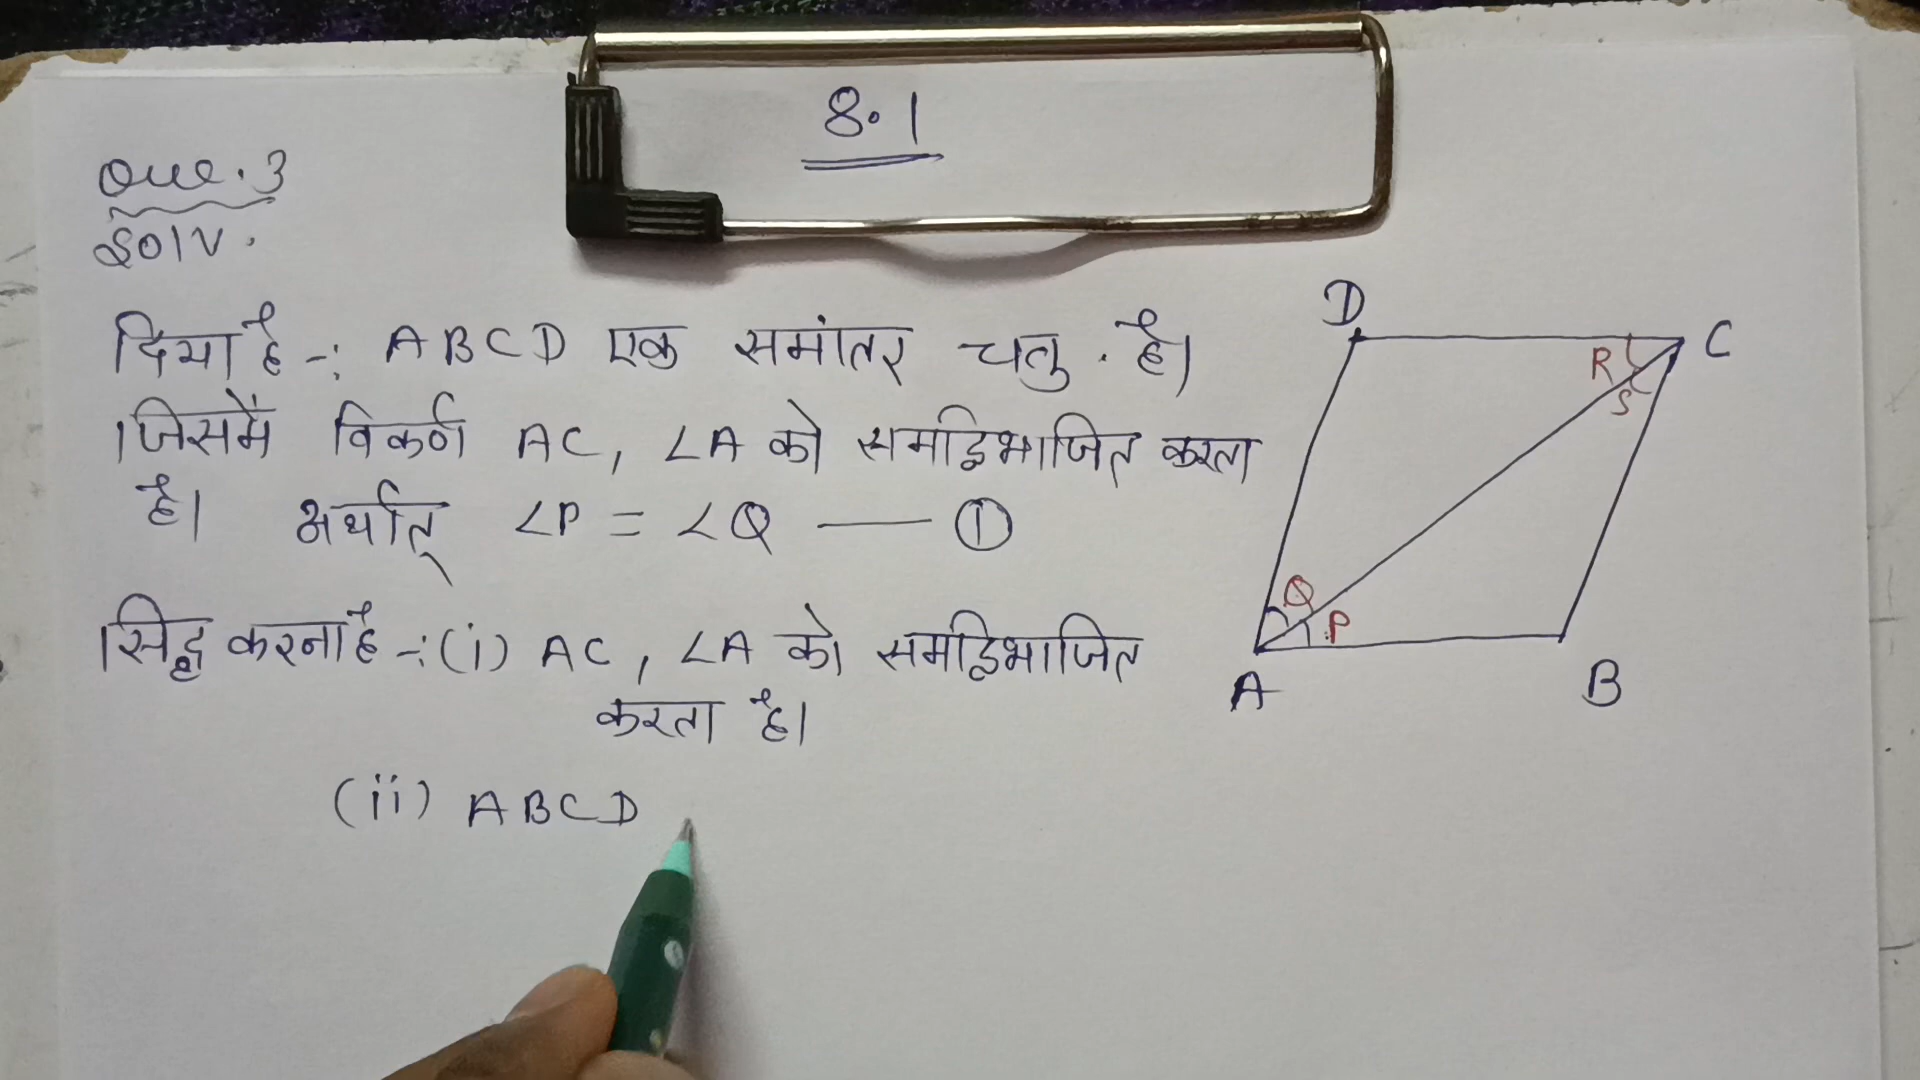 8.1
Que. 3
Solv.
दिया है -: ABCD एक समांतर चतु. है।
जिसमें विकर्ण AC, ∠A को समद्विभाजित करता
है। अर्थात् ∠P = ∠Q — ①
सिद्ध करना है -: (i) AC, ∠A को समद्विभाजित
करता है।
(ii) ABCD
D
C
R
S
Q
P
A
B